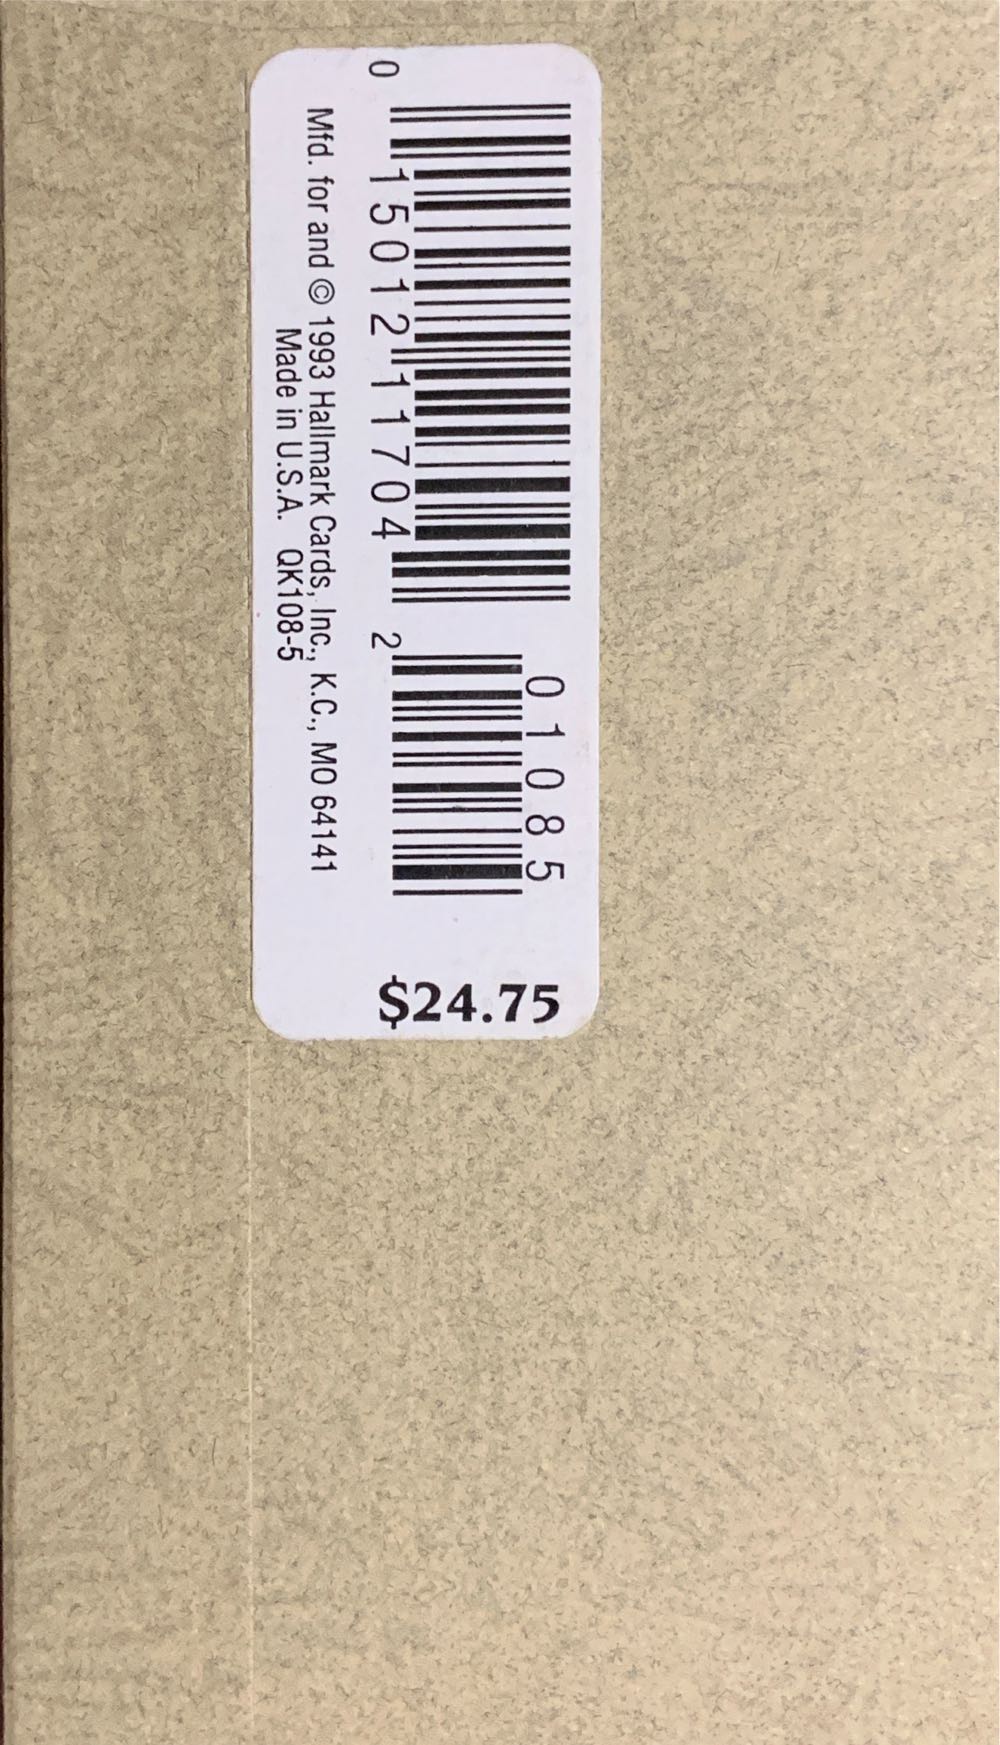 0 15012 11704 2
01085
Mfd. for and © 1993 Hallmark Cards, Inc., K.C., MO 64141
Made in U.S.A. QK108-5
$24.75